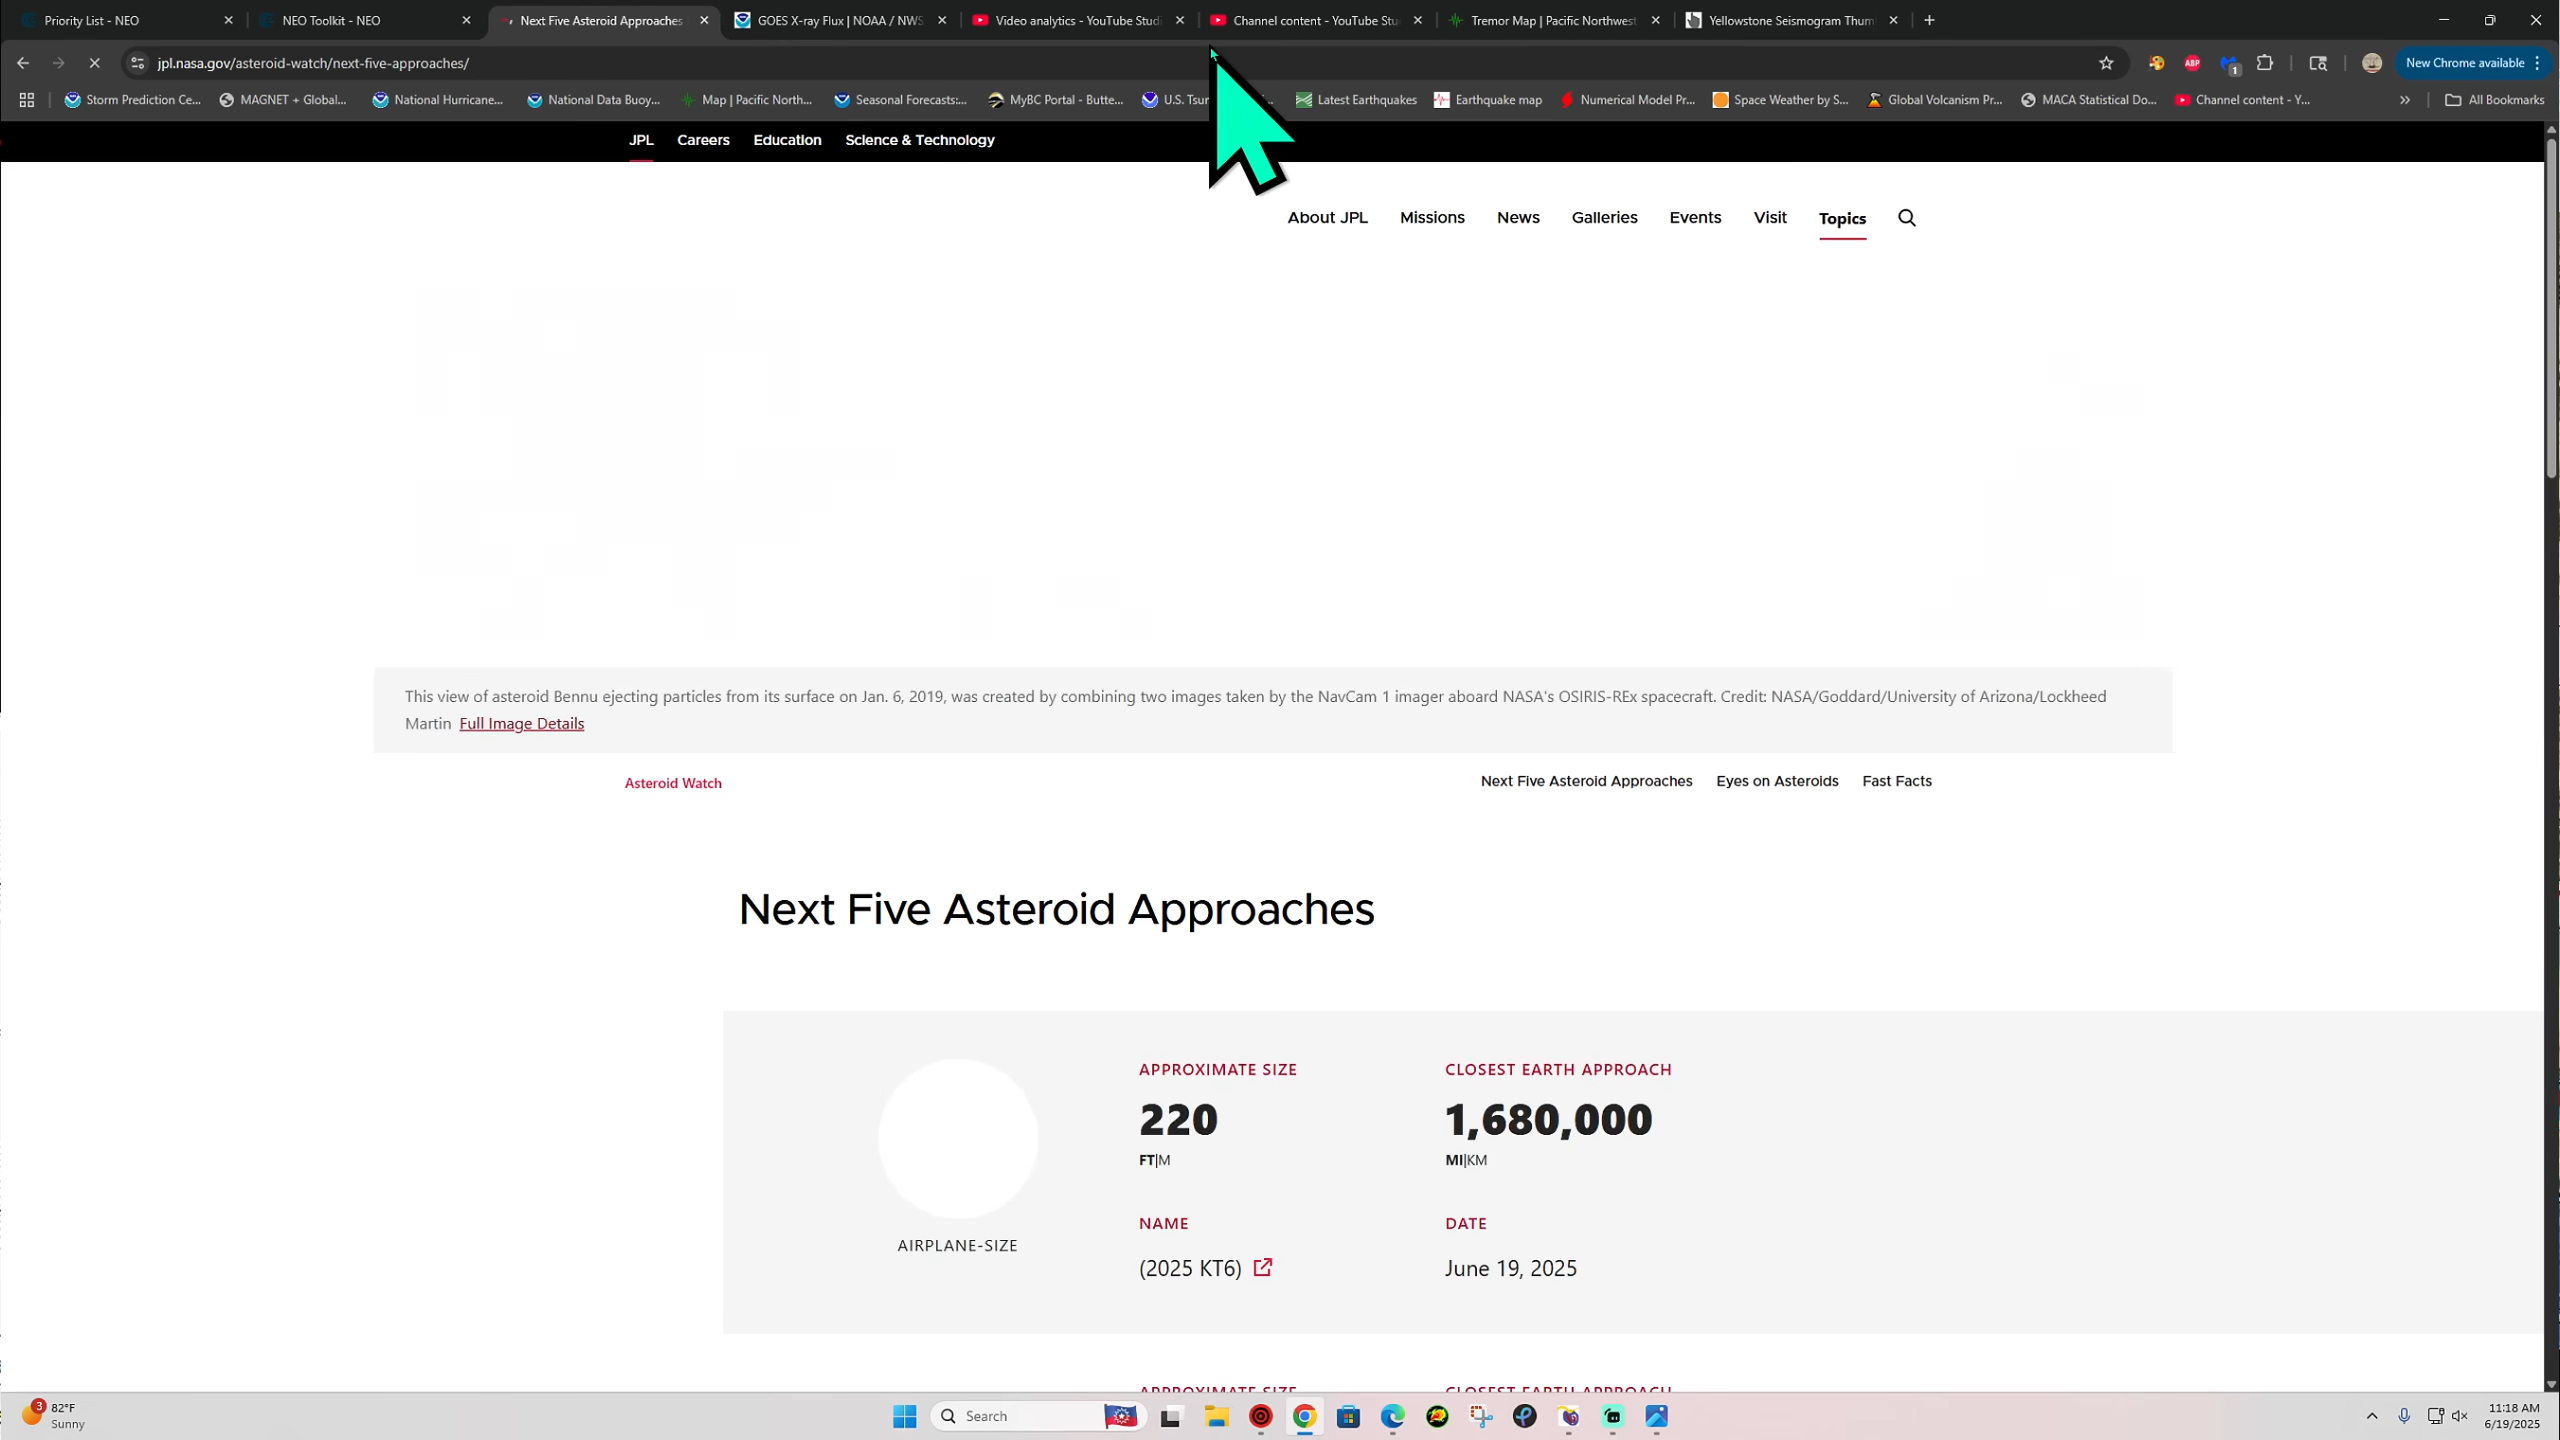 Priority List - NEO
NEO Toolkit - NEO
Next Five Asteroid Approaches
GOES X-ray Flux | NOAA / NWS
Video analytics - YouTube Studi
Channel content - YouTube Stu
Tremor Map | Pacific Northwest
Yellowstone Seismogram Thum
jpl.nasa.gov/asteroid-watch/next-five-approaches/
ABP
1
New Chrome available
Storm Prediction Ce...
MAGNET + Global...
National Hurricane...
National Data Buoy...
Map | Pacific North...
Seasonal Forecasts:...
MyBC Portal - Butte...
U.S. Tsun
Latest Earthquakes
Earthquake map
Numerical Model Pr...
Space Weather by S...
Global Volcanism Pr...
MACA Statistical Do...
Channel content - Y...
All Bookmarks
JPL
Careers
Education
Science & Technology
About JPL
Missions
News
Galleries
Events
Visit
Topics
This view of asteroid Bennu ejecting particles from its surface on Jan. 6, 2019, was created by combining two images taken by the NavCam 1 imager aboard NASA's OSIRIS-REx spacecraft. Credit: NASA/Goddard/University of Arizona/Lockheed
Martin Full Image Details
Asteroid Watch
Next Five Asteroid Approaches
Eyes on Asteroids
Fast Facts
Next Five Asteroid Approaches
APPROXIMATE SIZE
CLOSEST EARTH APPROACH
220
1,680,000
FT|M
MI|KM
NAME
DATE
AIRPLANE-SIZE
(2025 KT6)
June 19, 2025
APPROXIMATE SIZE
CLOSEST EARTH APPROACH
3
82°F
Sunny
Search
11:18 AM
6/19/2025